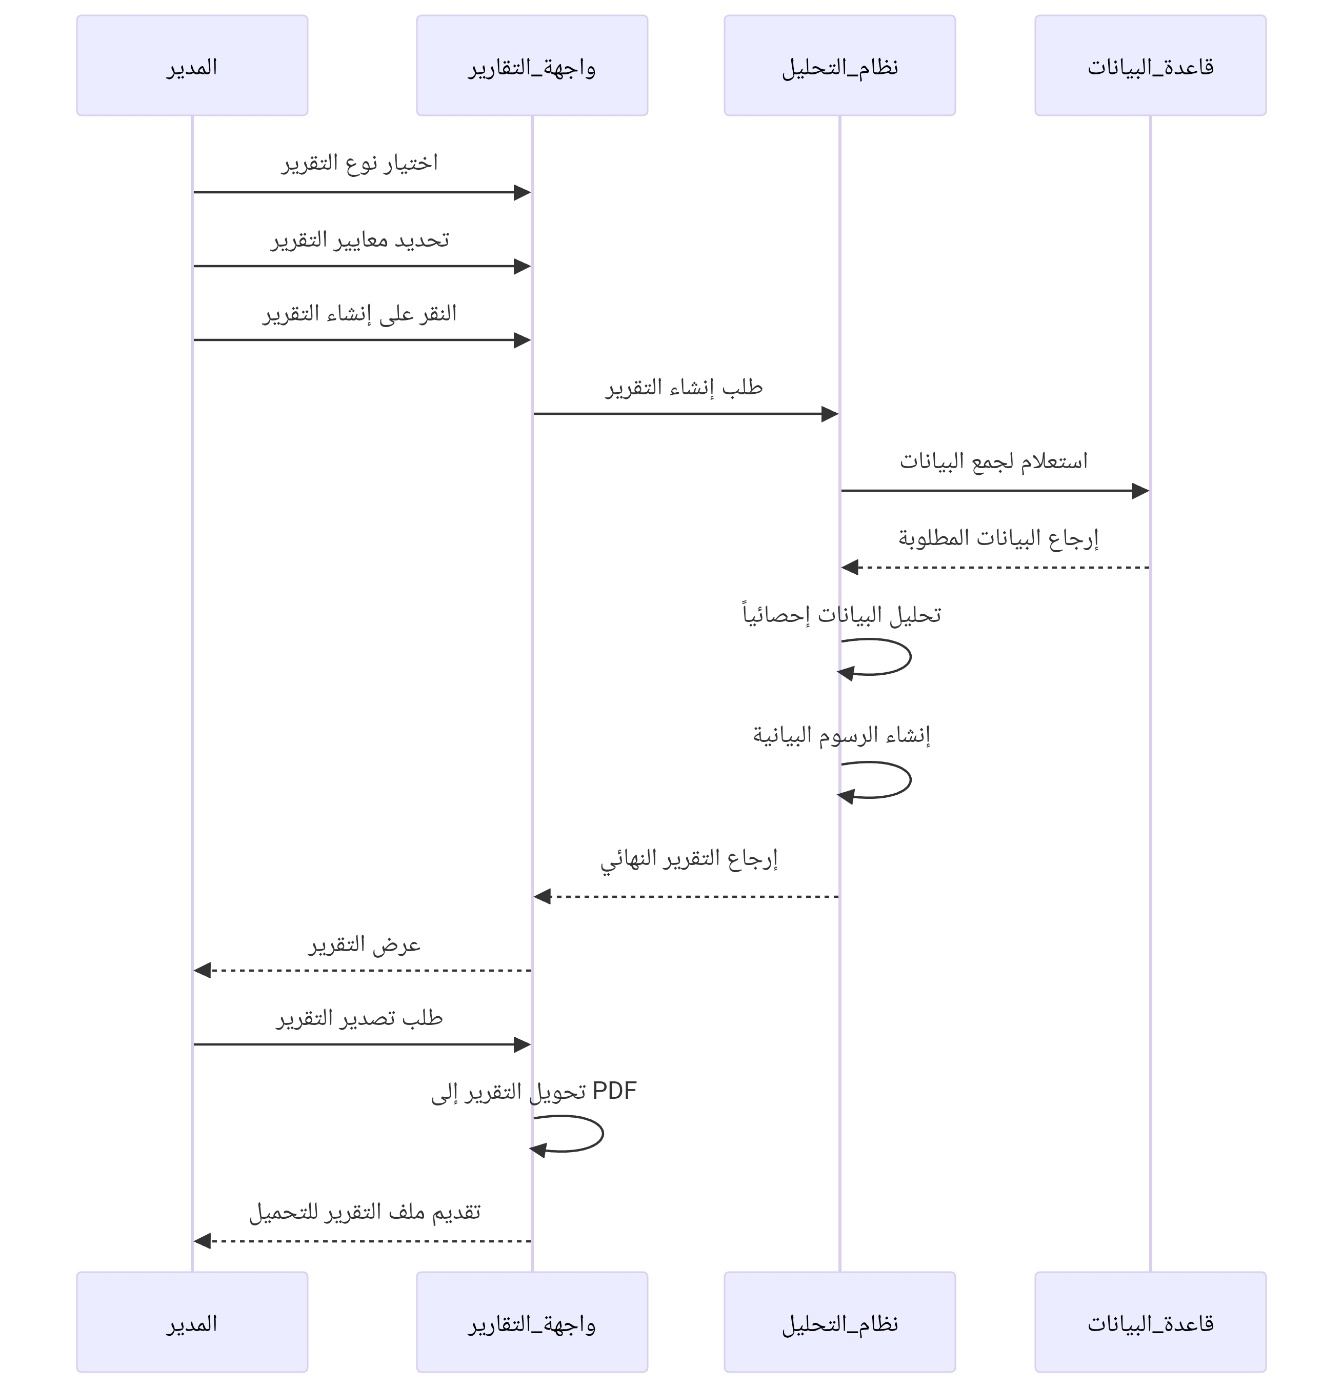 المدير
واجهة_التقارير
نظام_التحليل
قاعدة_البيانات
اختيار نوع التقرير
تحديد معايير التقرير
النقر على إنشاء التقرير
طلب إنشاء التقرير
استعلام لجمع البيانات
إرجاع البيانات المطلوبة
تحليل البيانات إحصائياً
إنشاء الرسوم البيانية
إرجاع التقرير النهائي
عرض التقرير
طلب تصدير التقرير
تحويل التقرير إلى PDF
تقديم ملف التقرير للتحميل
المدير
واجهة_التقارير
نظام_التحليل
قاعدة_البيانات